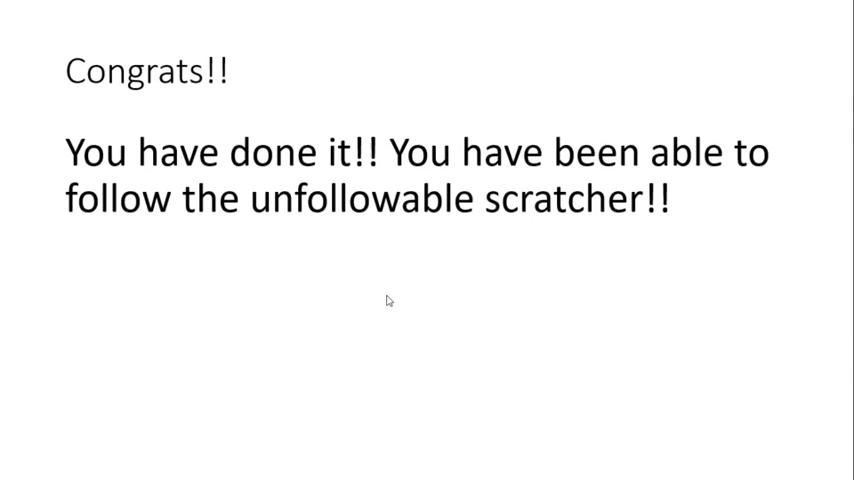 Congrats!!
You have done it!! You have been able to
follow the unfollowable scratcher!!